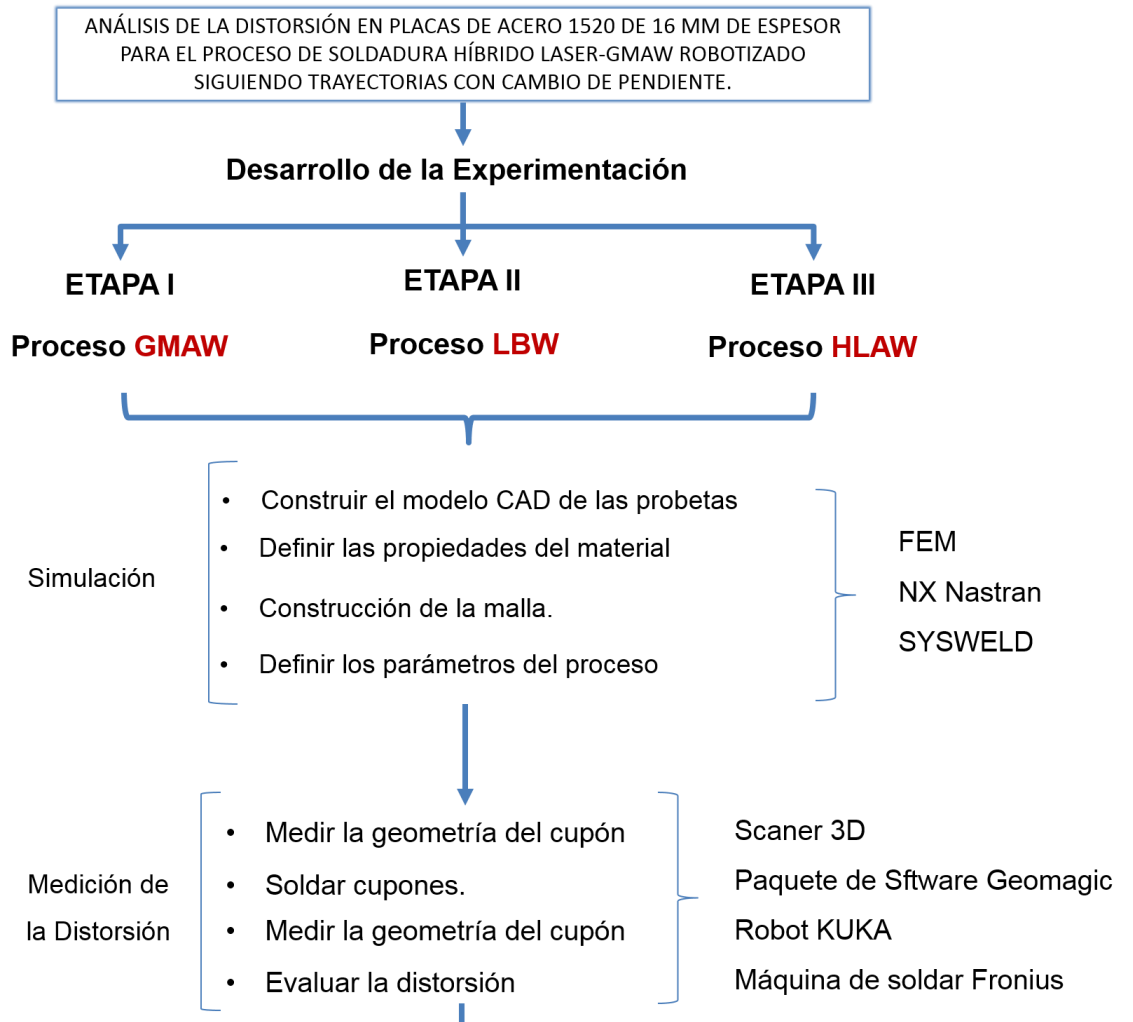 ANÁLISIS DE LA DISTORSIÓN EN PLACAS DE ACERO 1520 DE 16 MM DE ESPESOR
PARA EL PROCESO DE SOLDADURA HÍBRIDO LASER-GMAW ROBOTIZADO
SIGUIENDO TRAYECTORIAS CON CAMBIO DE PENDIENTE.
Desarrollo de la Experimentación
ETAPA I
Proceso GMAW
ETAPA II
Proceso LBW
ETAPA III
Proceso HLAW
Simulación
• Construir el modelo CAD de las probetas
• Definir las propiedades del material
• Construcción de la malla.
• Definir los parámetros del proceso
FEM
NX Nastran
SYSWELD
Medición de
la Distorsión
• Medir la geometría del cupón
• Soldar cupones.
• Medir la geometría del cupón
• Evaluar la distorsión
Scaner 3D
Paquete de Sftware Geomagic
Robot KUKA
Máquina de soldar Fronius